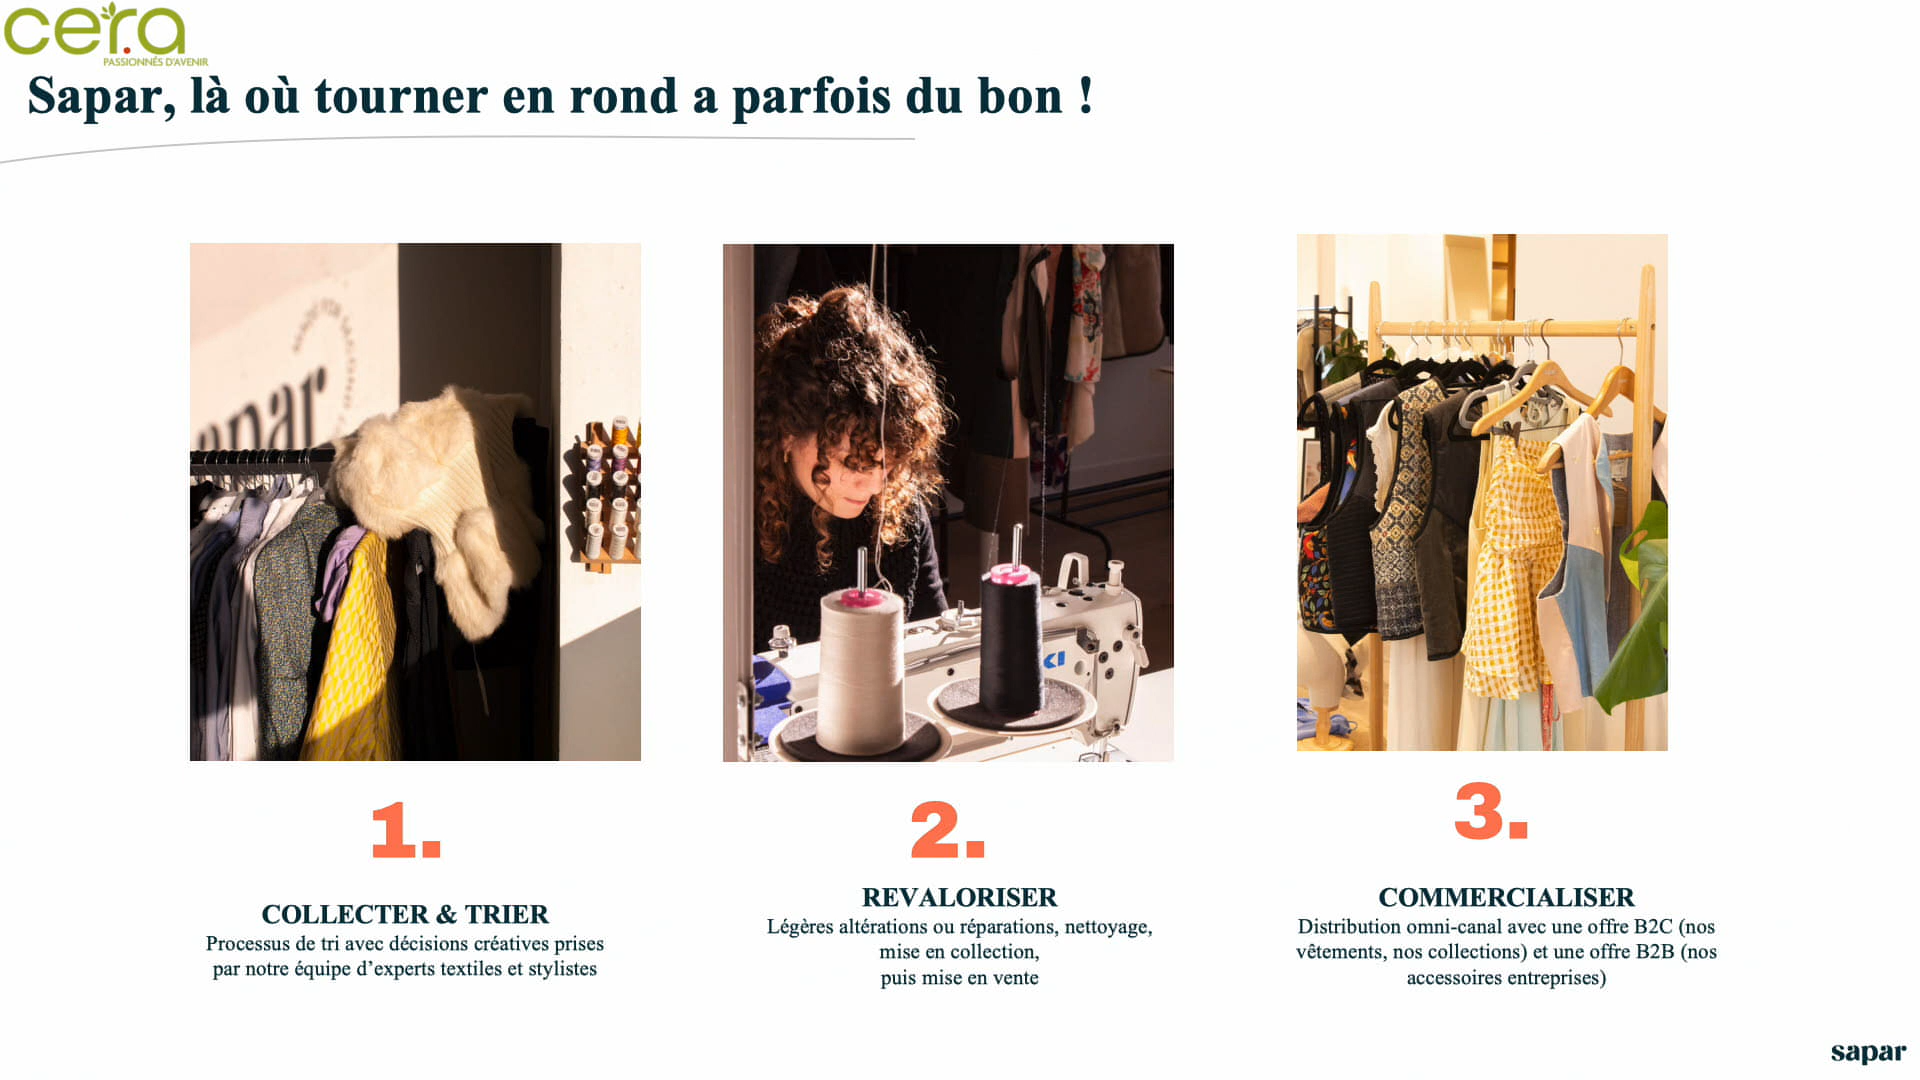 cera
PASSIONNÉS D'AVENIR
Sapar, là où tourner en rond a parfois du bon !
apar
KI
1.
COLLECTER & TRIER
Processus de tri avec décisions créatives prises
par notre équipe d’experts textiles et stylistes
2.
REVALORISER
Légères altérations ou réparations, nettoyage,
mise en collection,
puis mise en vente
3.
COMMERCIALISER
Distribution omni-canal avec une offre B2C (nos
vêtements, nos collections) et une offre B2B (nos
accessoires entreprises)
sapar